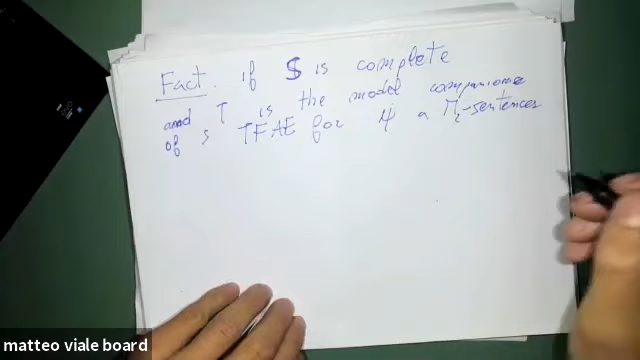 Fact. if S is complete
and T is the model companion
of S TFAE for ψ a Π₂-sentences
matteo viale board